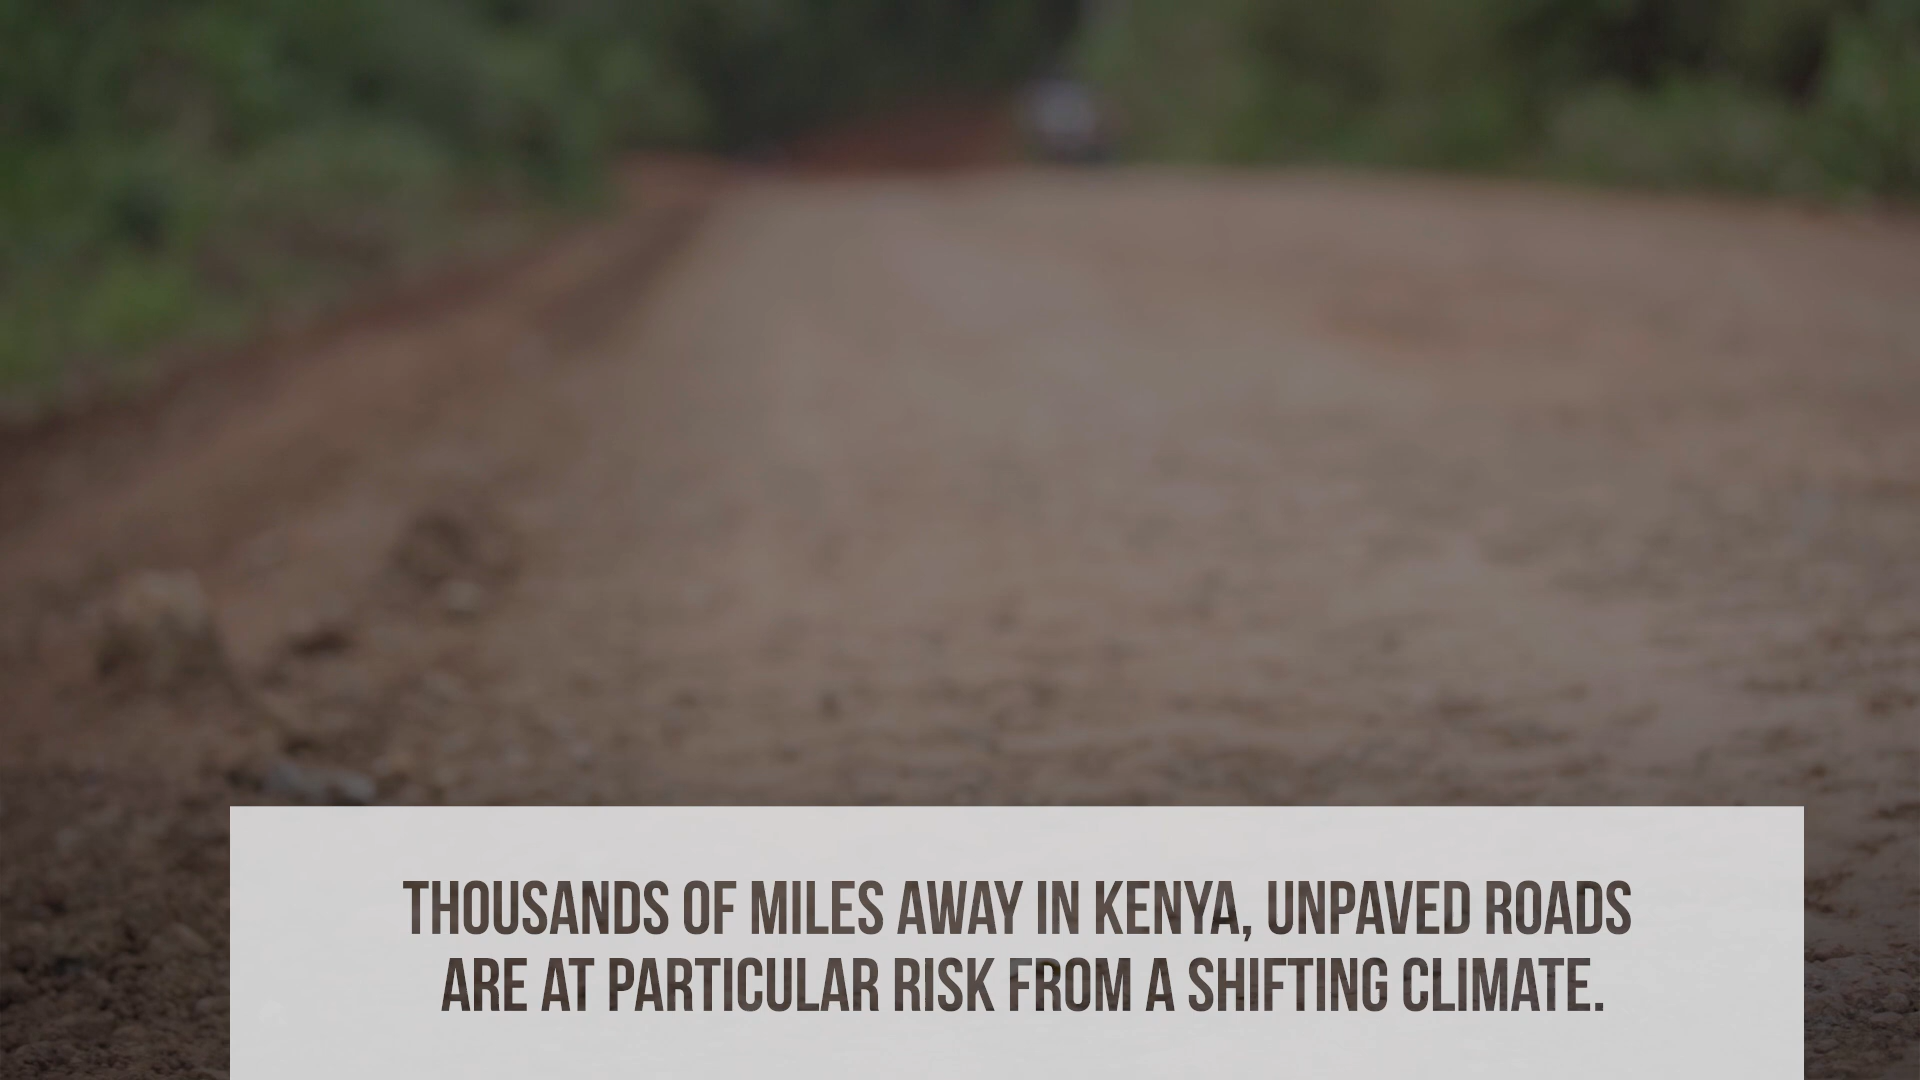 THOUSANDS OF MILES AWAY IN KENYA, UNPAVED ROADS
ARE AT PARTICULAR RISK FROM A SHIFTING CLIMATE.